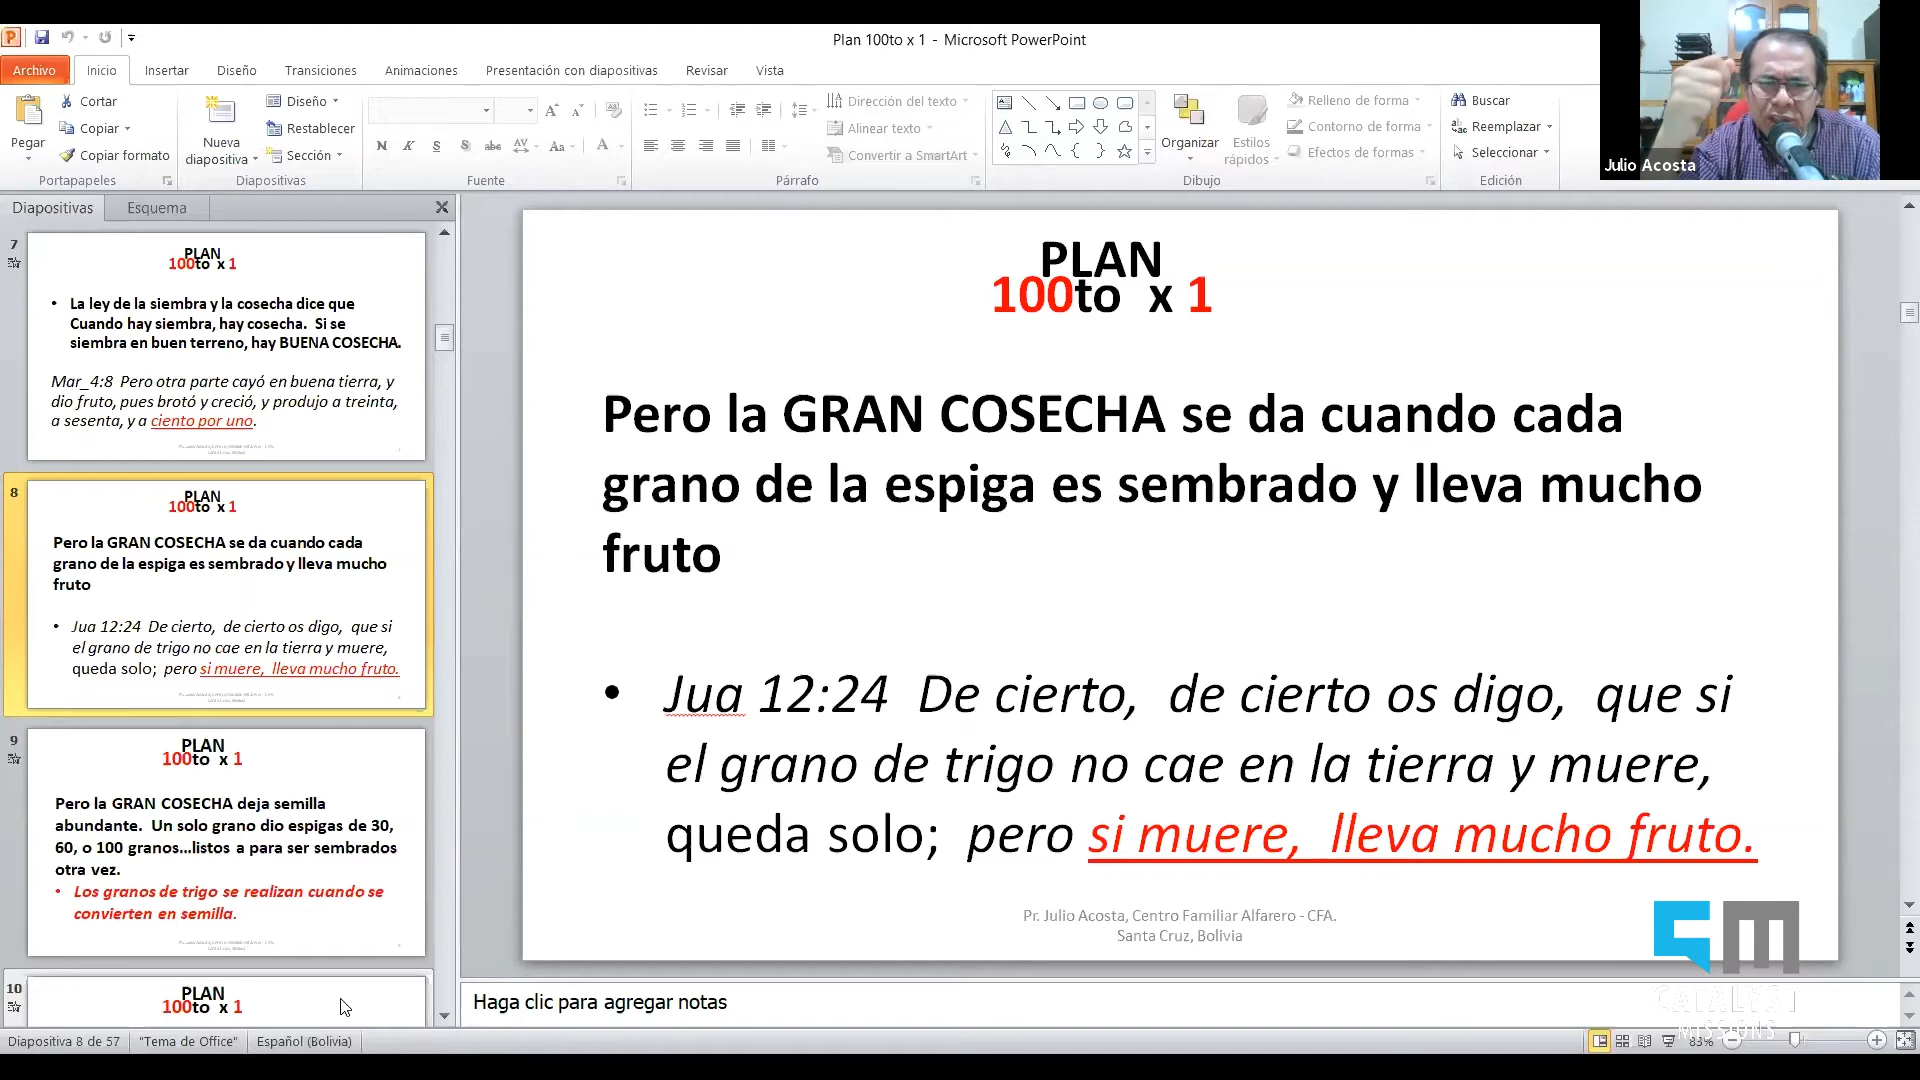 Plan 100to x 1 - Microsoft PowerPoint
Archivo Inicio Insertar Diseño Transiciones Animaciones Presentación con diapositivas Revisar Vista
Pegar
Cortar
Copiar
Copiar formato
Portapapeles
Nueva
diapositiva
Diseño
Restablecer
Sección
Diapositivas
N K S S abc AV Aa A
Fuente
Dirección del texto
Alinear texto
Convertir a SmartArt
Párrafo
Organizar
Estilos
rápidos
Relleno de forma
Contorno de forma
Efectos de formas
Dibujo
Buscar
Reemplazar
Seleccionar
Edición
Julio Acosta
Diapositivas Esquema
7
PLAN
100to x 1
• La ley de la siembra y la cosecha dice que
Cuando hay siembra, hay cosecha. Si se
siembra en buen terreno, hay BUENA COSECHA.
Mar_4:8 Pero otra parte cayó en buena tierra, y
dio fruto, pues brotó y creció, y produjo a treinta,
a sesenta, y a ciento por uno.
8
PLAN
100to x 1
Pero la GRAN COSECHA se da cuando cada
grano de la espiga es sembrado y lleva mucho
fruto
• Jua 12:24 De cierto, de cierto os digo, que si
el grano de trigo no cae en la tierra y muere,
queda solo; pero si muere, lleva mucho fruto.
9
PLAN
100to x 1
Pero la GRAN COSECHA deja semilla
abundante. Un solo grano dio espigas de 30,
60, o 100 granos...listos a para ser sembrados
otra vez.
• Los granos de trigo se realizan cuando se
convierten en semilla.
10
PLAN
100to x 1
PLAN
100to x 1
Pero la GRAN COSECHA se da cuando cada
grano de la espiga es sembrado y lleva mucho
fruto
• Jua 12:24 De cierto, de cierto os digo, que si
el grano de trigo no cae en la tierra y muere,
queda solo; pero si muere, lleva mucho fruto.
Pr. Julio Acosta, Centro Familiar Alfarero - CFA.
Santa Cruz, Bolivia
CATALYST
MISSIONS
Haga clic para agregar notas
Diapositiva 8 de 57 "Tema de Office" Español (Bolivia) 83%